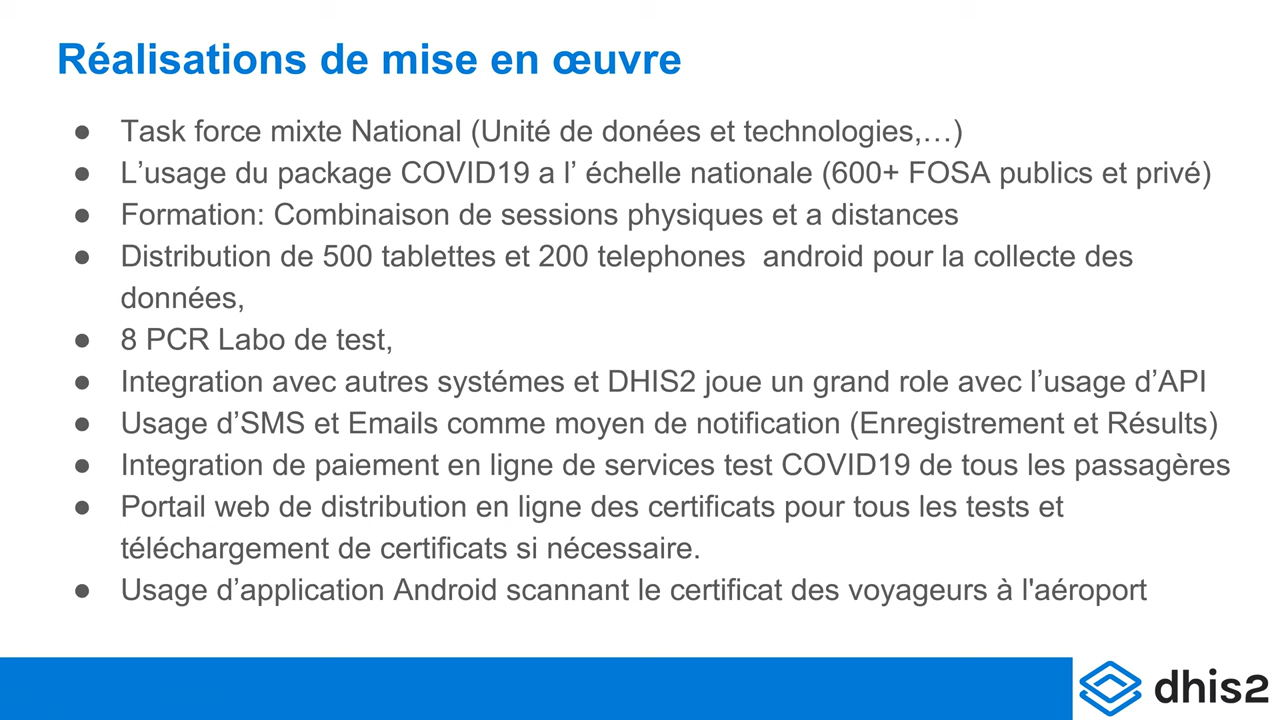 Réalisations de mise en œuvre
● Task force mixte National (Unité de donées et technologies,…)
● L’usage du package COVID19 a l’ échelle nationale (600+ FOSA publics et privé)
● Formation: Combinaison de sessions physiques et a distances
● Distribution de 500 tablettes et 200 telephones android pour la collecte des
données,
● 8 PCR Labo de test,
● Integration avec autres systémes et DHIS2 joue un grand role avec l’usage d’API
● Usage d’SMS et Emails comme moyen de notification (Enregistrement et Résults)
● Integration de paiement en ligne de services test COVID19 de tous les passagères
● Portail web de distribution en ligne des certificats pour tous les tests et
téléchargement de certificats si nécessaire.
● Usage d’application Android scannant le certificat des voyageurs à l'aéroport
dhis2